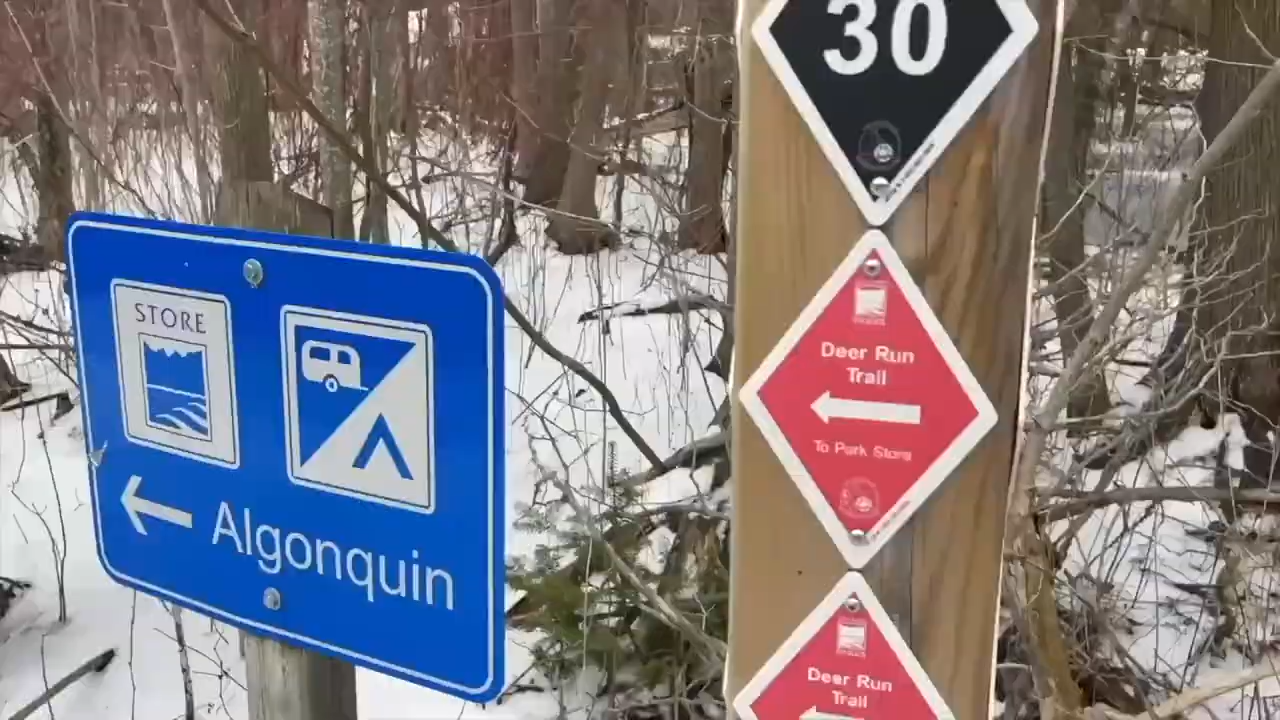 STORE
Algonquin
30
Deer Run
Trail
To Park Store
Deer Run
Trail